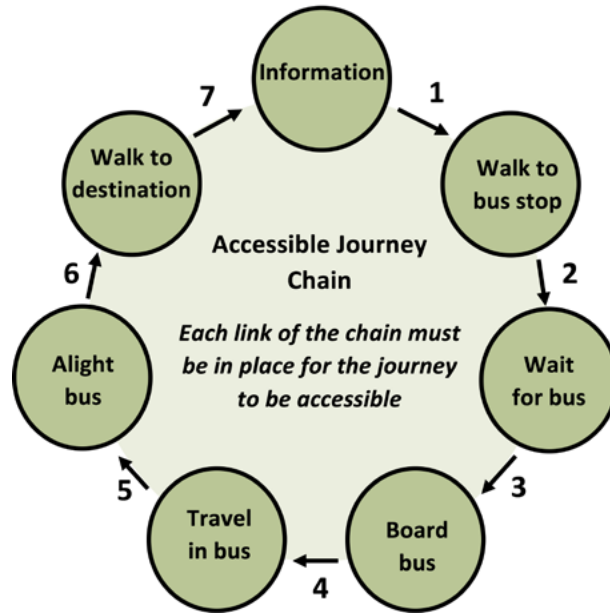 Information
1
Walk to
bus stop
2
Wait
for bus
3
Board
bus
4
Travel
in bus
5
Alight
bus
6
Walk to
destination
7
Accessible Journey
Chain
Each link of the chain must
be in place for the journey
to be accessible